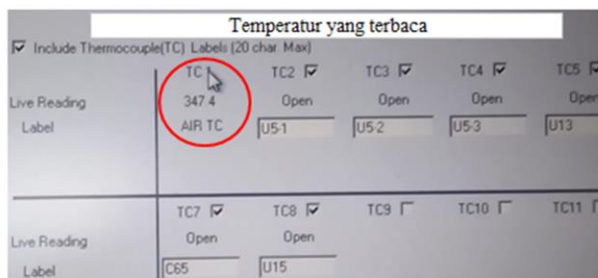 Temperatur yang terbaca
Include Thermocouple(TC) Labels (20 char. Max)
TC TC2 TC3 TC4 TC5
Live Reading 347.4 Open Open Open Open
Label AIR TC U5-1 U5-2 U5-3 U13
TC7 TC8 TC9 TC10 TC11
Live Reading Open Open
Label C65 U15